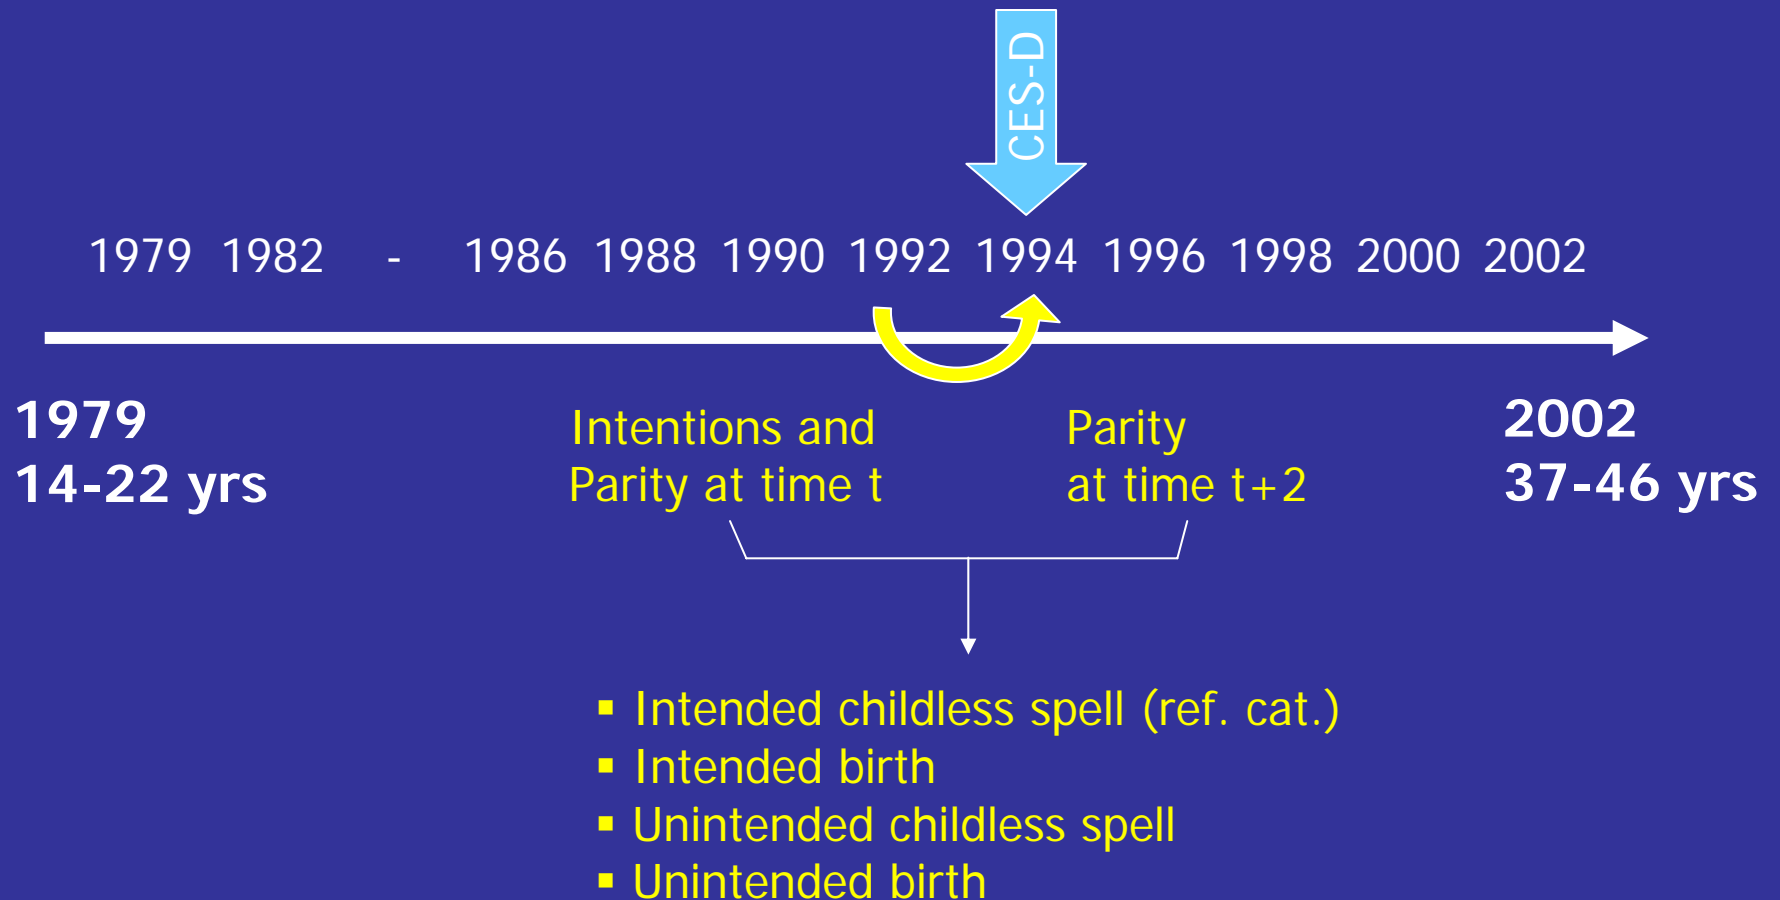 CES-D
1979 1982 - 1986 1988 1990 1992 1994 1996 1998 2000 2002
1979
14-22 yrs
Intentions and
Parity at time t
Parity
at time t+2
2002
37-46 yrs
▪ Intended childless spell (ref. cat.)
▪ Intended birth
▪ Unintended childless spell
▪ Unintended birth